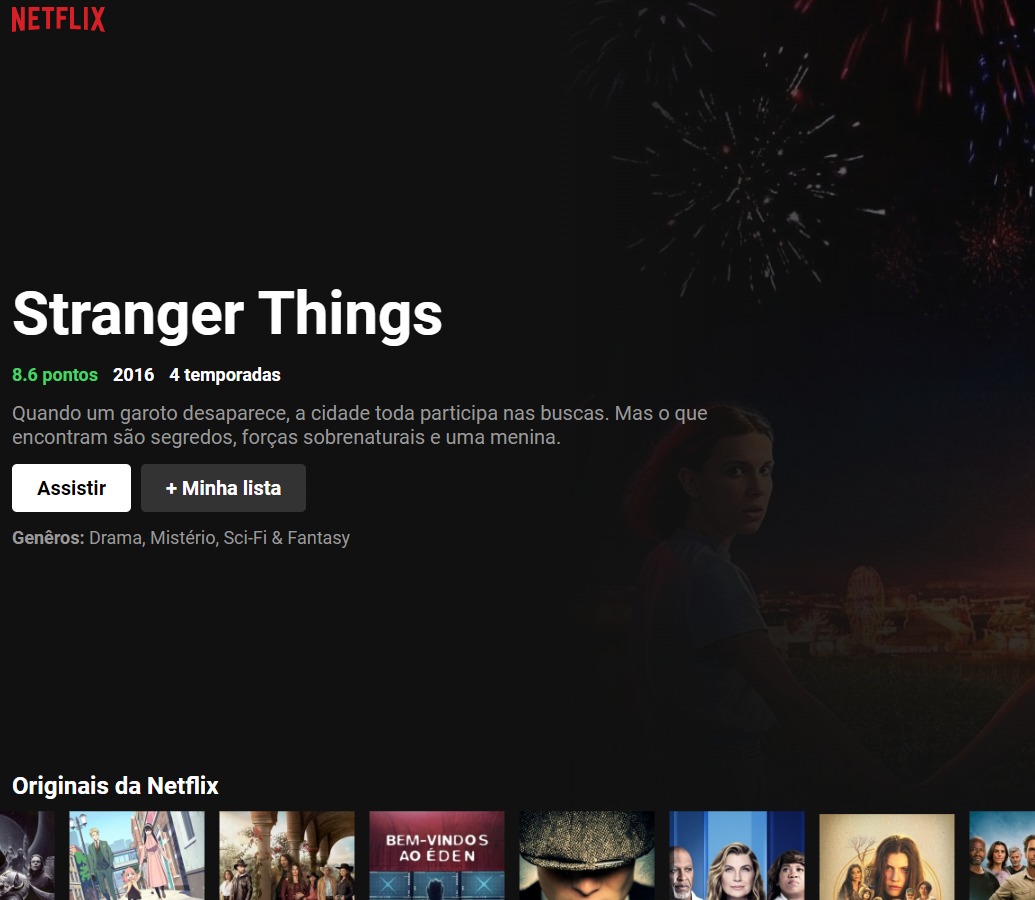 NETFLIX
Stranger Things
8.6 pontos 2016 4 temporadas
Quando um garoto desaparece, a cidade toda participa nas buscas. Mas o que
encontram são segredos, forças sobrenaturais e uma menina.
Assistir + Minha lista
Genêros: Drama, Mistério, Sci-Fi & Fantasy
Originais da Netflix
BEM-VINDOS
AO ÉDEN